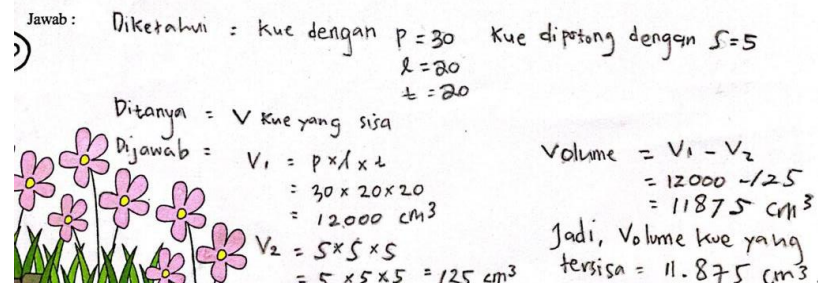 Jawab :
Diketahui : Kue dengan p = 30 Kue dipotong dengan S=5
l = 20
t = 20
Ditanya = V Kue yang sisa
Dijawab :
V₁ = p x l x t
: 30 x 20 x 20
= 12.000 cm³
V₂ = 5 x 5 x 5
= 5 x 5 x 5 = 125 cm³
Volume = V₁ - V₂
= 12000 - 125
= 11875 cm³
Jadi, Volume kue yang
tersisa = 11.875 cm³.